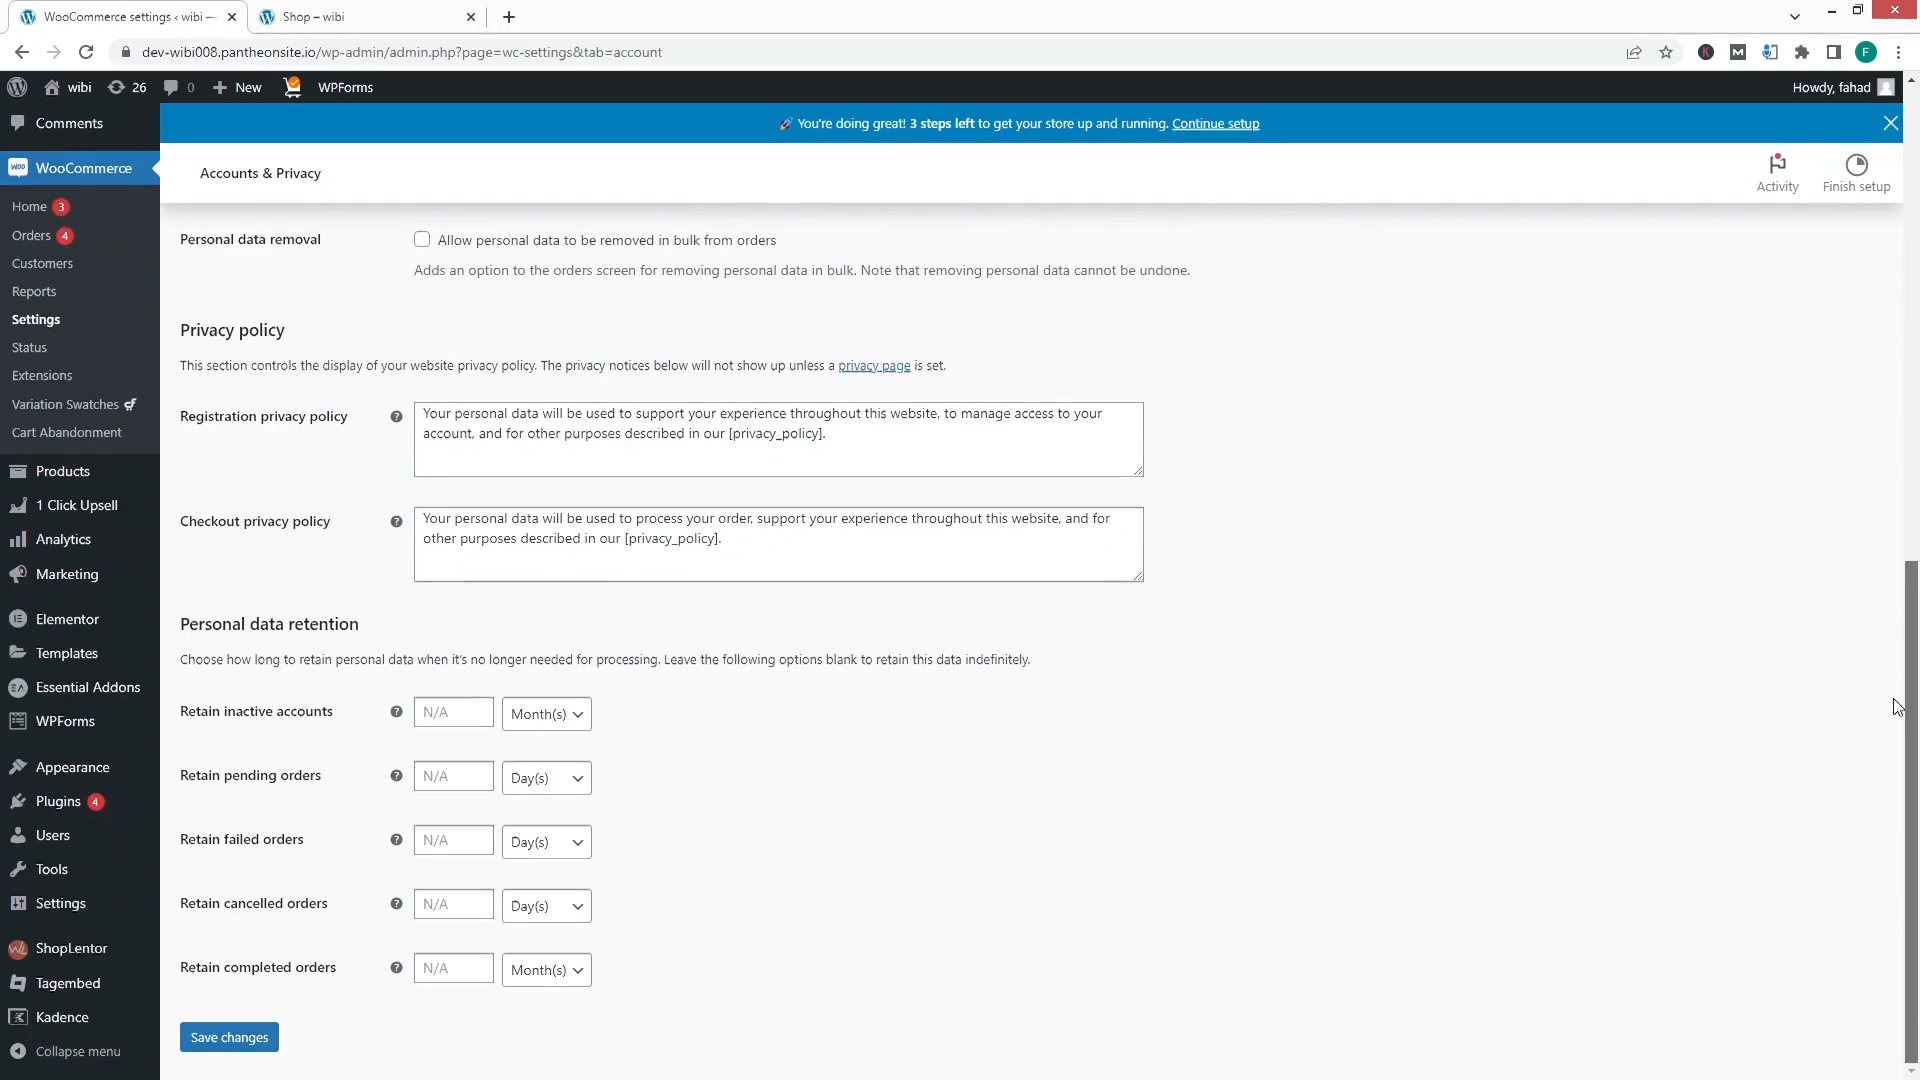 WooCommerce settings ‹ wibi —
Shop – wibi
dev-wibi008.pantheonsite.io/wp-admin/admin.php?page=wc-settings&tab=account
wibi
26
0
New
WPForms
Howdy, fahad
Comments
WooCommerce
Home 3
Orders 4
Customers
Reports
Settings
Status
Extensions
Variation Swatches
Cart Abandonment
Products
1 Click Upsell
Analytics
Marketing
Elementor
Templates
Essential Addons
WPForms
Appearance
Plugins 4
Users
Tools
Settings
ShopLentor
Tagembed
Kadence
Collapse menu
🚀 You're doing great! 3 steps left to get your store up and running. Continue setup
Accounts & Privacy
Activity
Finish setup
Personal data removal
Allow personal data to be removed in bulk from orders
Adds an option to the orders screen for removing personal data in bulk. Note that removing personal data cannot be undone.
Privacy policy
This section controls the display of your website privacy policy. The privacy notices below will not show up unless a privacy page is set.
Registration privacy policy
Your personal data will be used to support your experience throughout this website, to manage access to your
account, and for other purposes described in our [privacy_policy].
Checkout privacy policy
Your personal data will be used to process your order, support your experience throughout this website, and for
other purposes described in our [privacy_policy].
Personal data retention
Choose how long to retain personal data when it's no longer needed for processing. Leave the following options blank to retain this data indefinitely.
Retain inactive accounts
N/A
Month(s)
Retain pending orders
N/A
Day(s)
Retain failed orders
N/A
Day(s)
Retain cancelled orders
N/A
Day(s)
Retain completed orders
N/A
Month(s)
Save changes